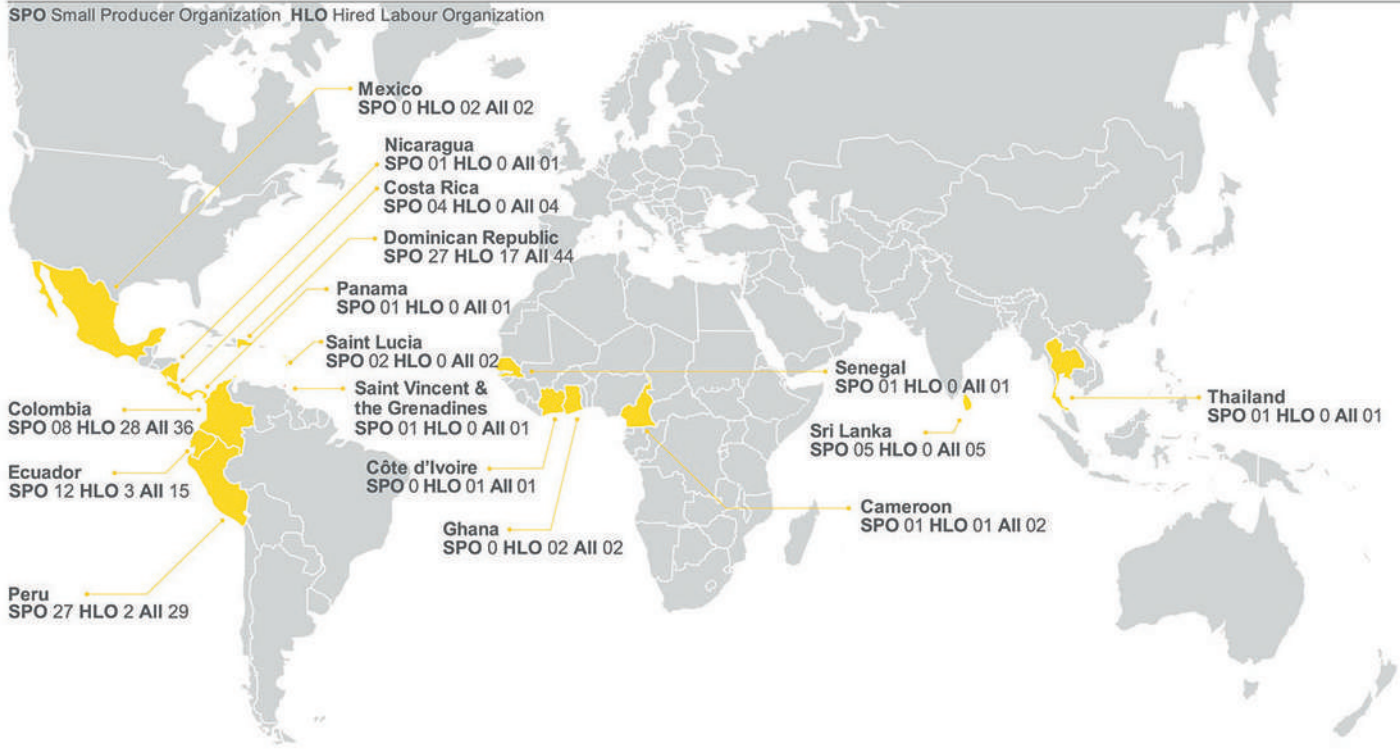 SPO Small Producer Organization HLO Hired Labour Organization
Mexico
SPO 0 HLO 02 All 02
Nicaragua
SPO 01 HLO 0 All 01
Costa Rica
SPO 04 HLO 0 All 04
Dominican Republic
SPO 27 HLO 17 All 44
Panama
SPO 01 HLO 0 All 01
Saint Lucia
SPO 02 HLO 0 All 02
Saint Vincent &
the Grenadines
SPO 01 HLO 0 All 01
Colombia
SPO 08 HLO 28 All 36
Ecuador
SPO 12 HLO 3 All 15
Peru
SPO 27 HLO 2 All 29
Côte d'Ivoire
SPO 0 HLO 01 All 01
Ghana
SPO 0 HLO 02 All 02
Senegal
SPO 01 HLO 0 All 01
Sri Lanka
SPO 05 HLO 0 All 05
Cameroon
SPO 01 HLO 01 All 02
Thailand
SPO 01 HLO 0 All 01